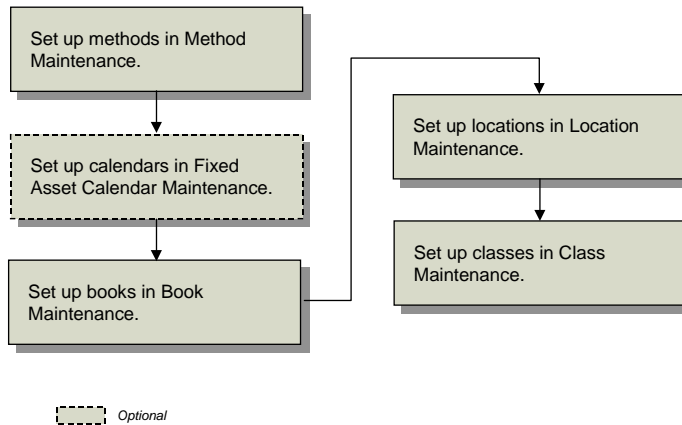 Set up methods in Method
Maintenance.
Set up calendars in Fixed
Asset Calendar Maintenance.
Set up books in Book
Maintenance.
Set up locations in Location
Maintenance.
Set up classes in Class
Maintenance.
Optional